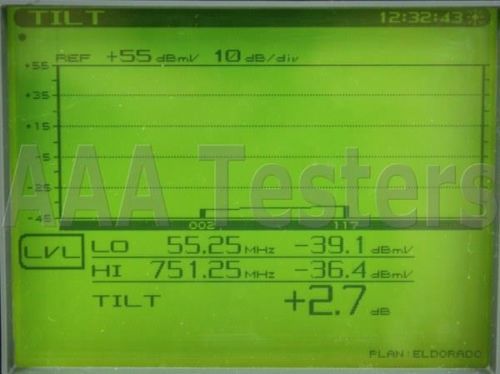 TILT 12:32:43
REF +55 dBmV 10 dB/div
+55
+35
+15
-05
-25
-45
002 117
AAA Testers
LVL
LO 55.25 MHz -39.1 dBmV
HI 751.25 MHz -36.4 dBmV
TILT +2.7 dB
PLAN: ELDORADO